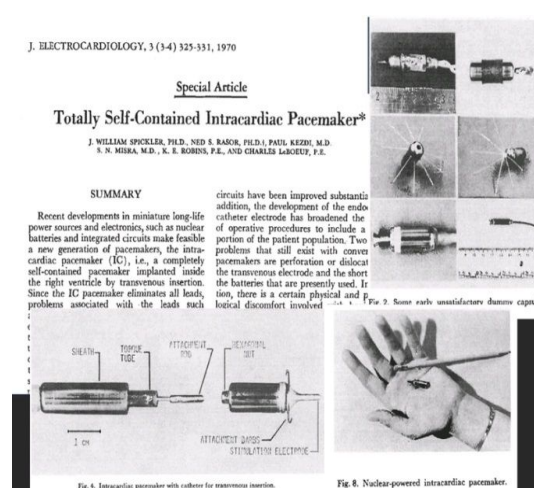 J. ELECTROCARDIOLOGY, 3 (3-4) 325-331, 1970
Special Article
Totally Self-Contained Intracardiac Pacemaker*
J. WILLIAM SPICKLER, PH.D., NED S. RASOR, PH.D., PAUL KEZDI, M.D.
S. N. MISRA, M.D., K. E. ROBINS, P.E., AND CHARLES LeBOEUF, P.E.
SUMMARY
Recent developments in miniature long-life
power sources and electronics, such as nuclear
batteries and integrated circuits make feasible
a new generation of pacemakers, the intra-
cardiac pacemaker (IC), i.e., a completely
self-contained pacemaker implanted inside
the right ventricle by transvenous insertion.
Since the IC pacemaker eliminates all leads,
problems associated with the leads such
circuits have been improved substantia
addition, the development of the endo
catheter electrode has broadened the
of operative procedures to include a
portion of the patient population. Two
problems that still exist with conver
pacemakers are perforation or dislocat
the transvenous electrode and the short
the batteries that are presently used. Ir
tion, there is a certain physical and p
logical discomfort involved
Fig. 2. Some early unsatisfactory dummy caps
SHEATH
TORQUE
TUBE
ATTACHMENT
ROD
HEXAGONAL
NUT
1 CM
ATTACHMENT BARBS
STIMULATION ELECTRODE
Fig. 4. Intracardiac pacemaker with catheter for transvenous insertion.
Fig. 8. Nuclear-powered intracardiac pacemaker.